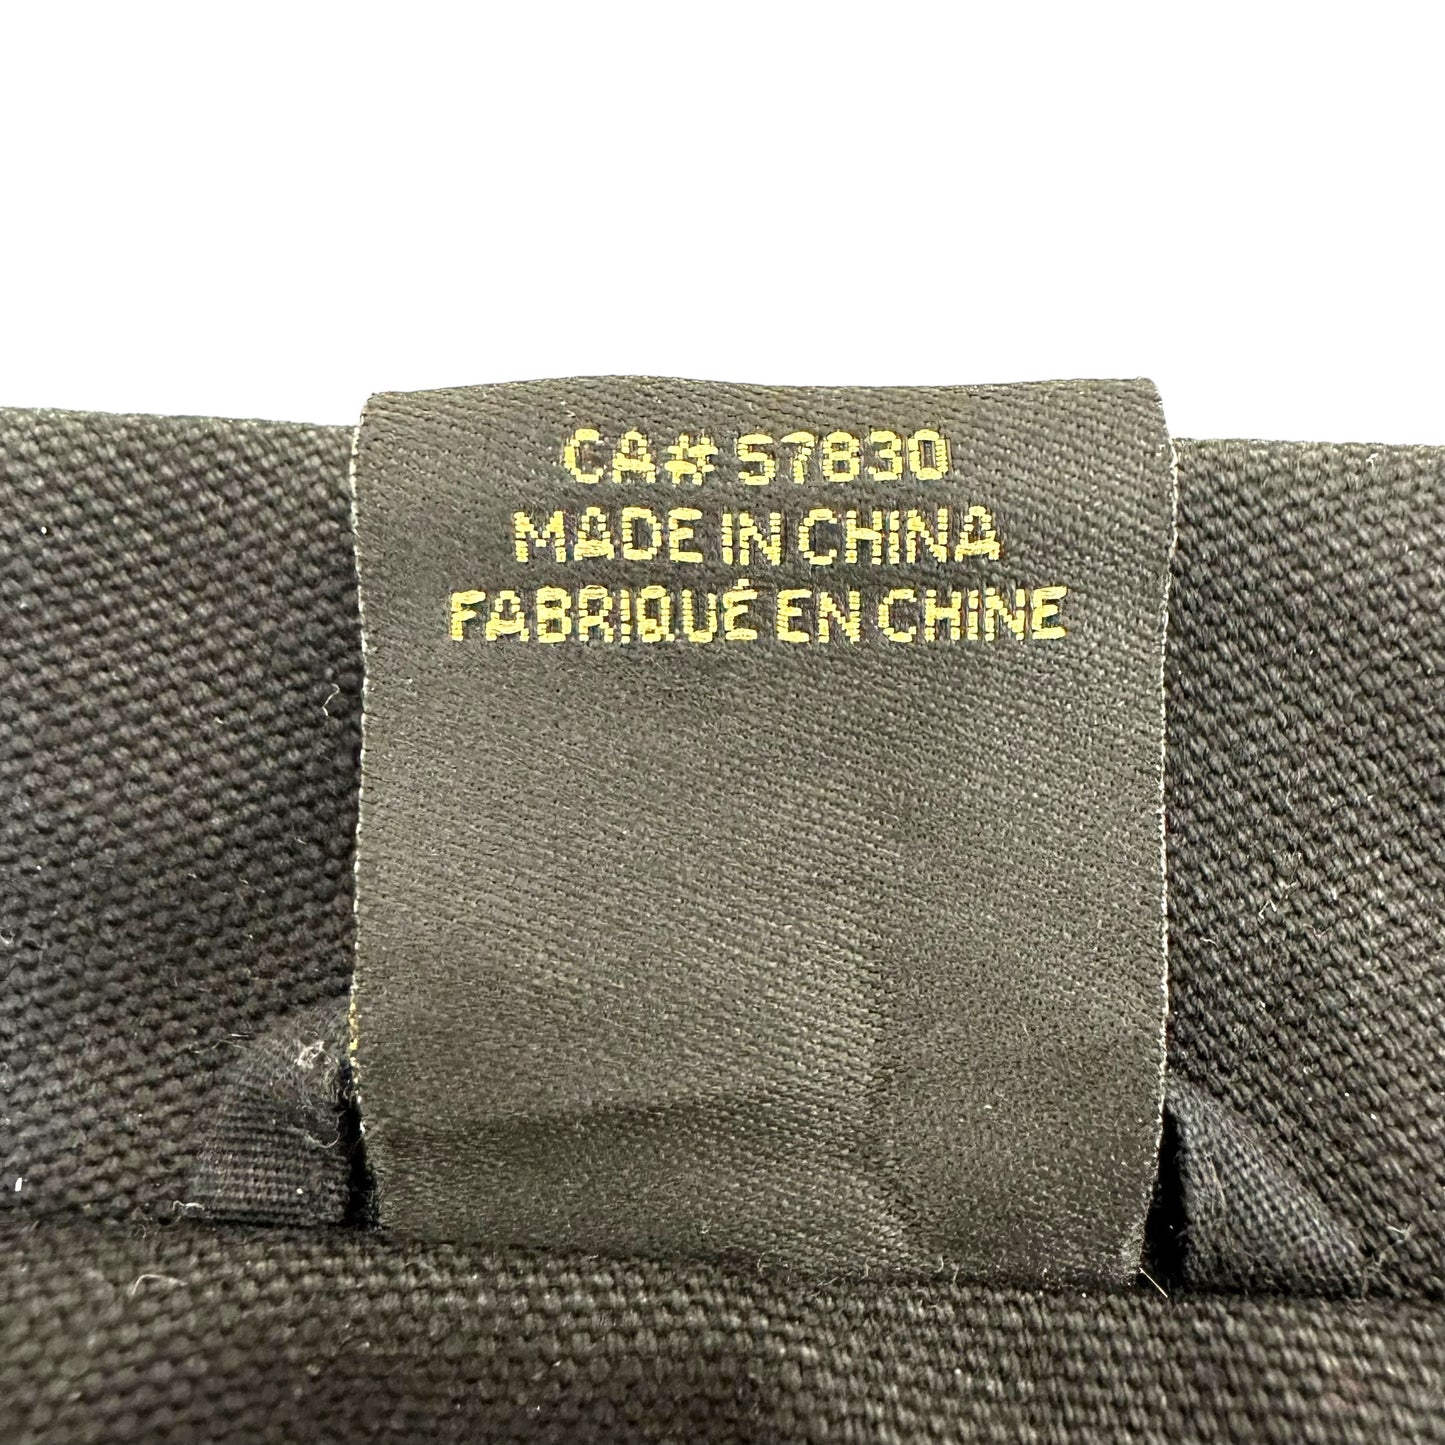 CA# 57830
MADE IN CHINA
FABRIQUÉ EN CHINE